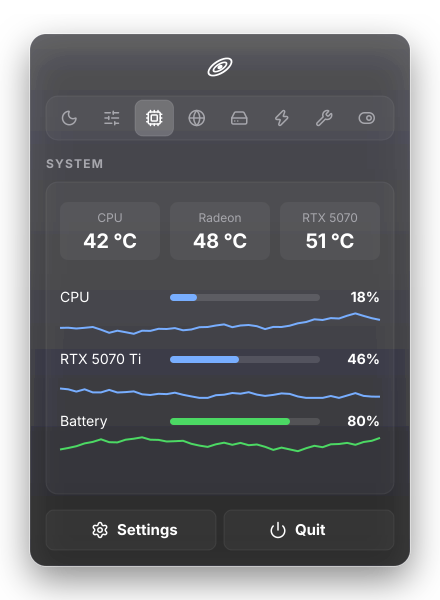 SYSTEM
CPU Radeon RTX 5070
42 °C 48 °C 51 °C
CPU 18%
RTX 5070 Ti 46%
Battery 80%
Settings Quit